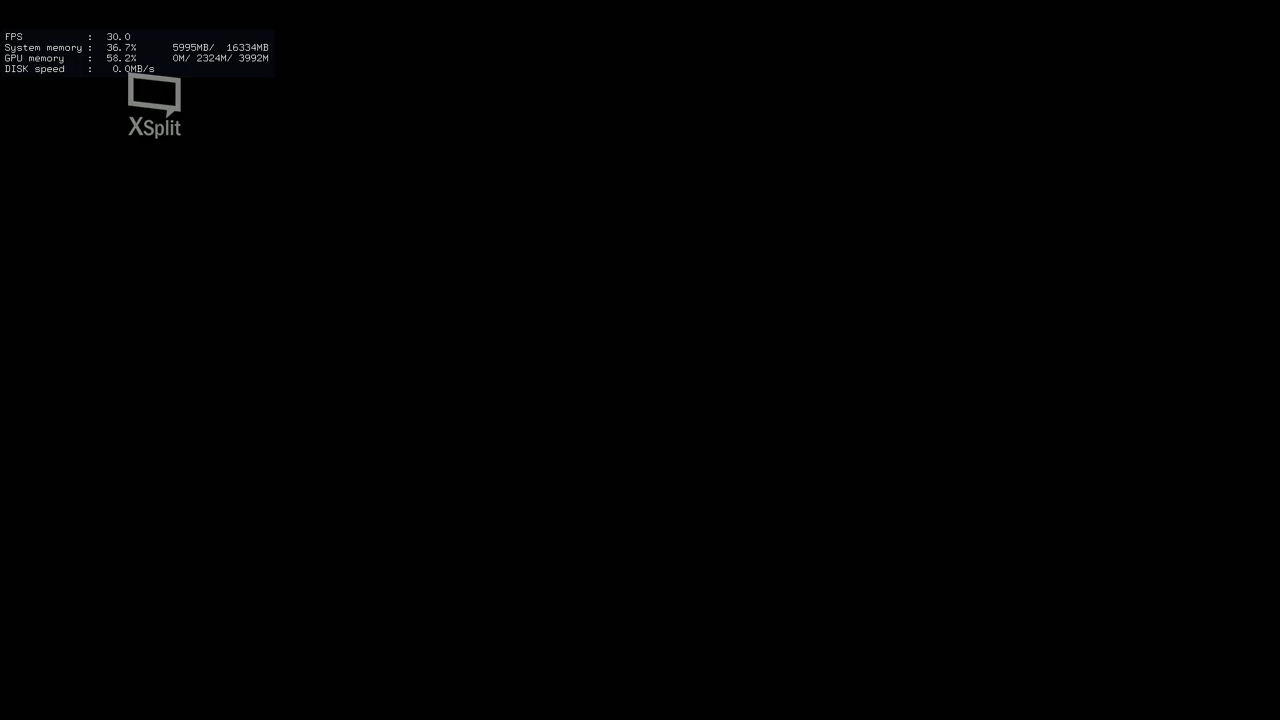 FPS : 30.0
System memory : 36.7% 5995MB/ 16334MB
GPU memory : 58.2% 0M/ 2324M/ 3992M
DISK speed : 0.0MB/s
XSplit